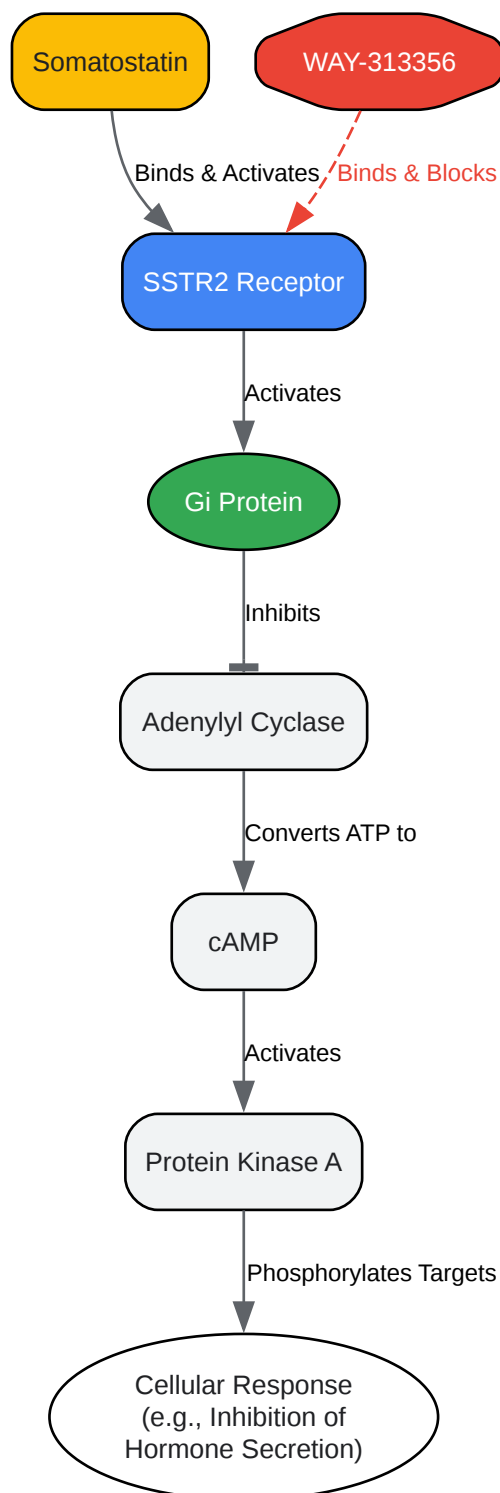 Somatostatin
WAY-313356
Binds & Activates
Binds & Blocks
SSTR2 Receptor
Activates
Gi Protein
Inhibits
Adenylyl Cyclase
Converts ATP to
cAMP
Activates
Protein Kinase A
Phosphorylates Targets
Cellular Response
(e.g., Inhibition of
Hormone Secretion)